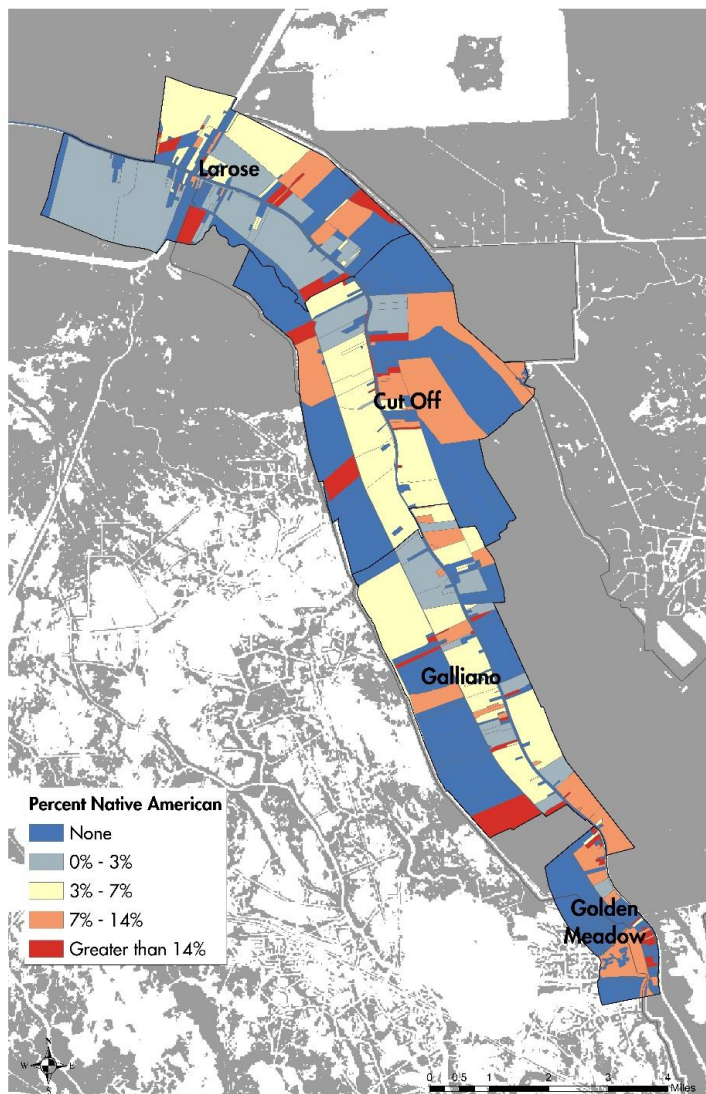 Larose
Cut Off
Galliano
Golden
Meadow
Percent Native American
None
0% - 3%
3% - 7%
7% - 14%
Greater than 14%
N
W E
S
0 0.5 1 2 3 4
Miles